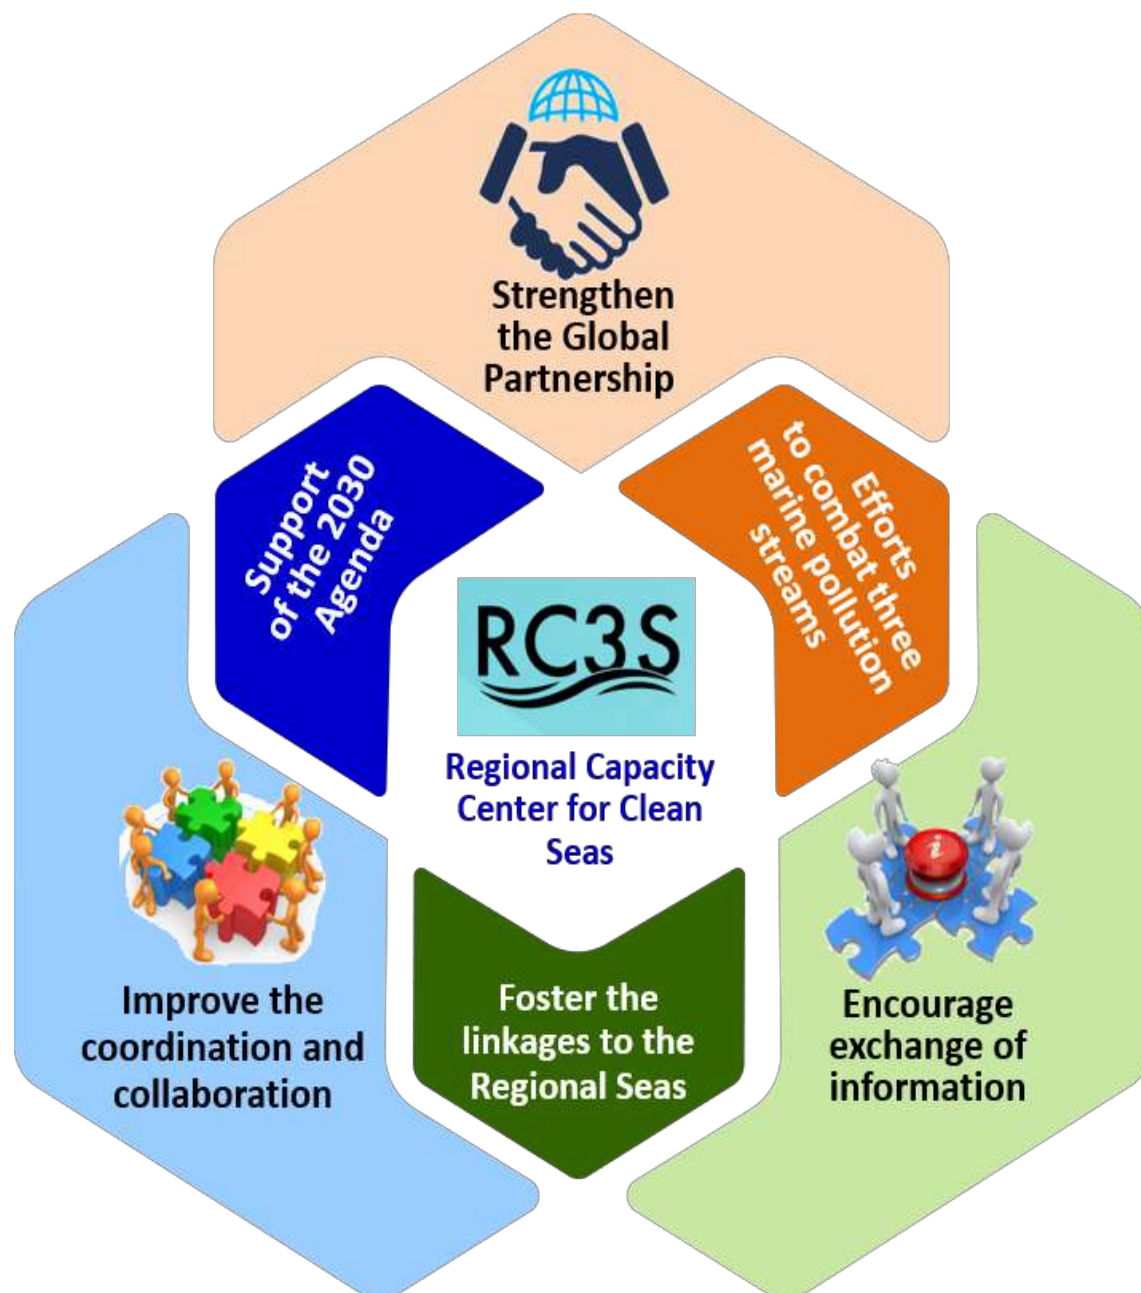 Strengthen
the Global
Partnership
Support
of the 2030
Agenda
Efforts
to combat three
marine pollution
streams
RC3S
Regional Capacity
Center for Clean
Seas
Improve the
coordination and
collaboration
Foster the
linkages to the
Regional Seas
i
Encourage
exchange of
information